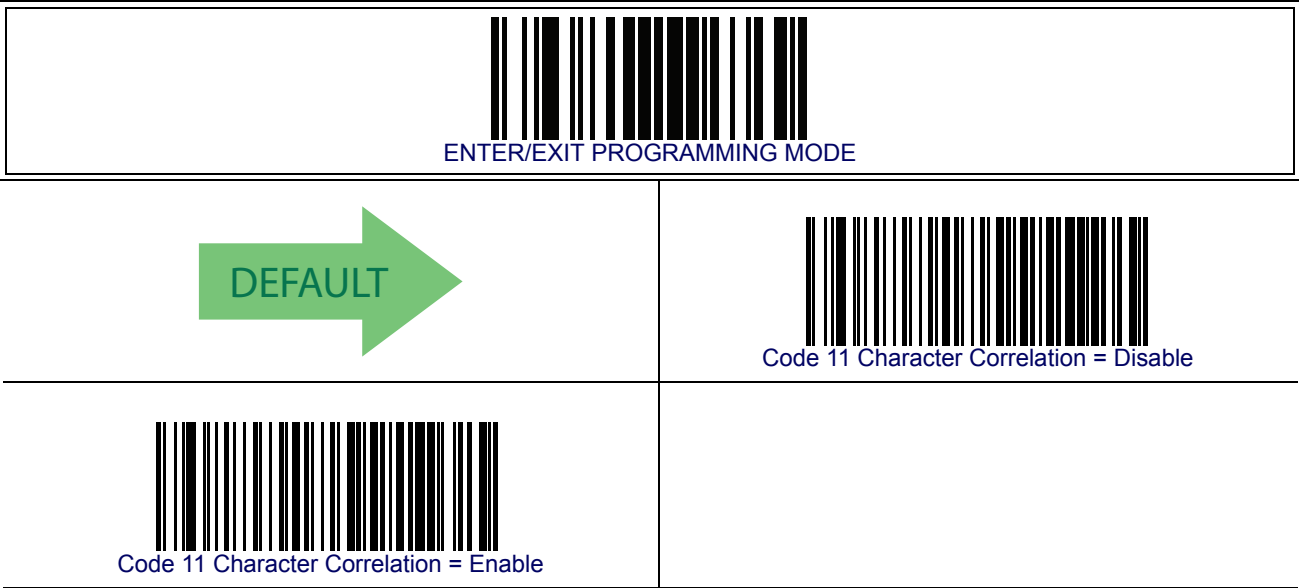 ENTER/EXIT PROGRAMMING MODE
DEFAULT
Code 11 Character Correlation = Disable
Code 11 Character Correlation = Enable